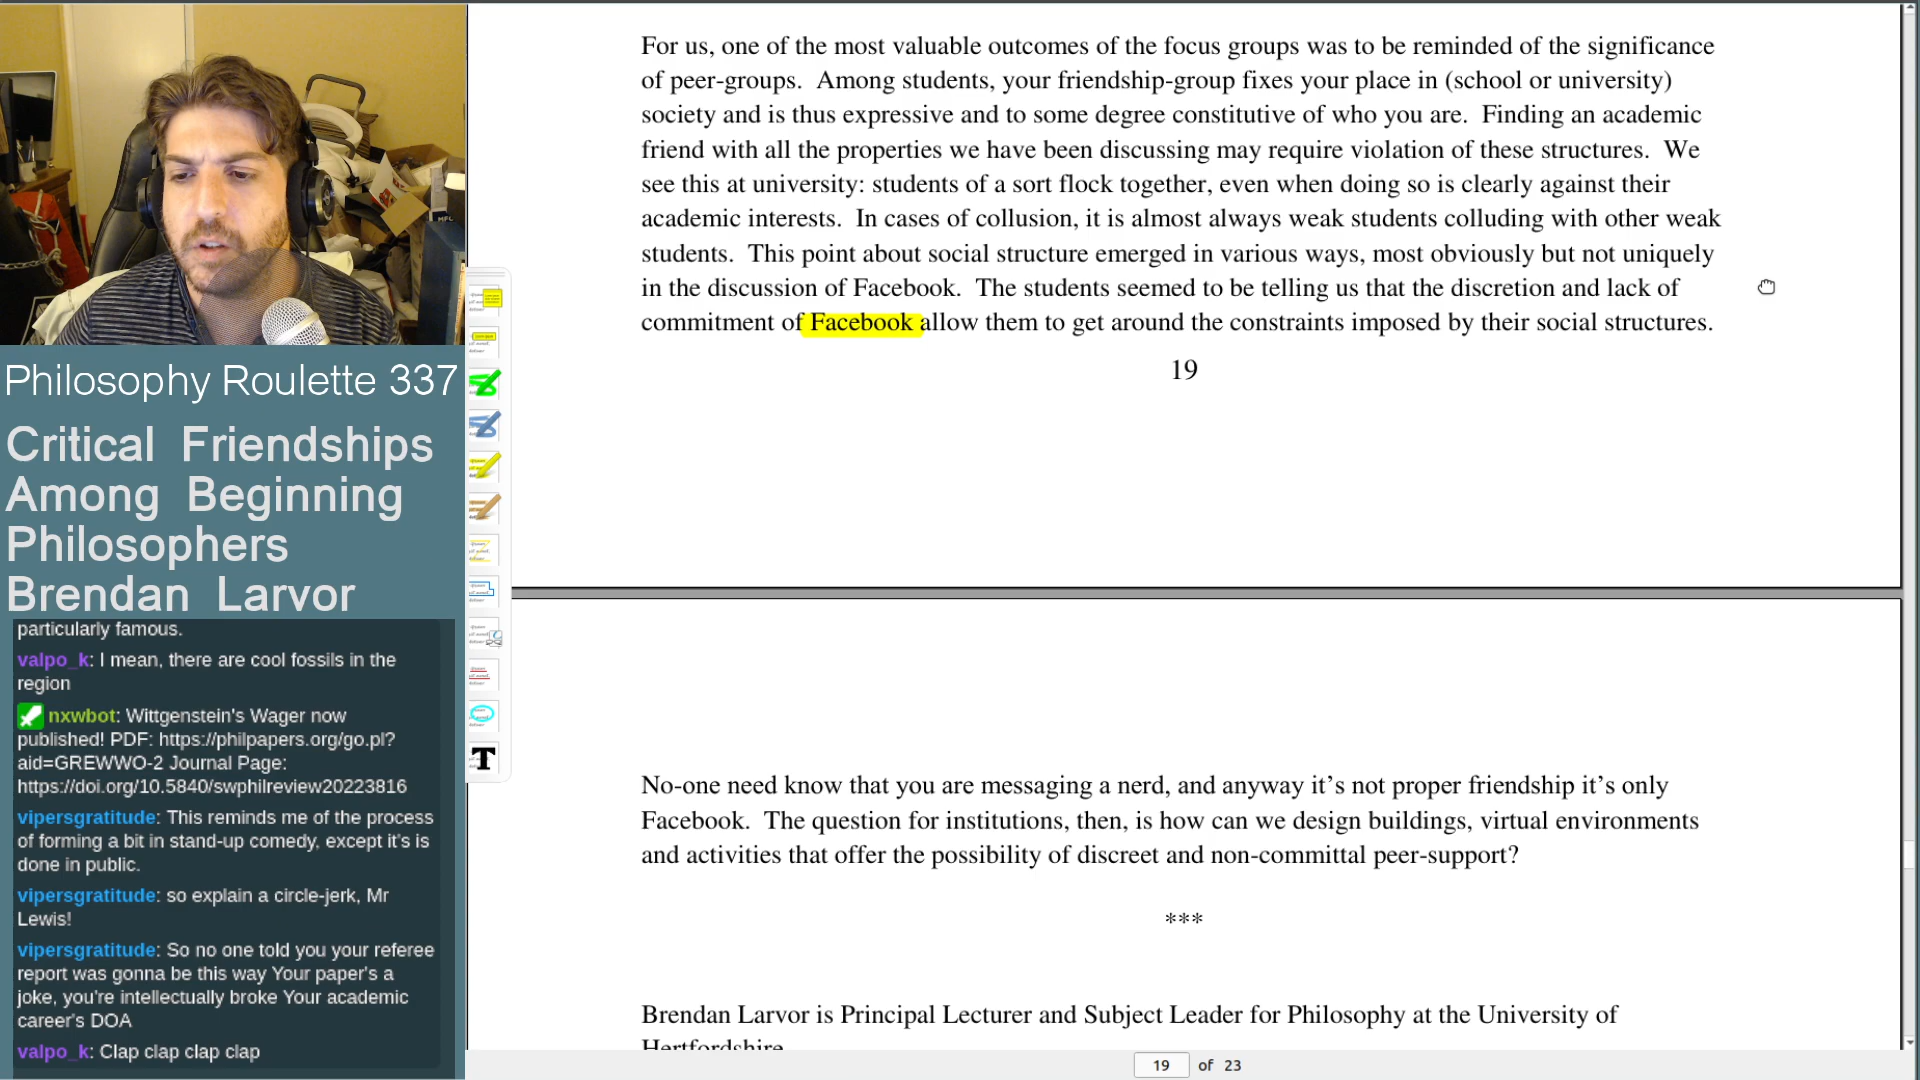 For us, one of the most valuable outcomes of the focus groups was to be reminded of the significance
of peer-groups.  Among students, your friendship-group fixes your place in (school or university)
society and is thus expressive and to some degree constitutive of who you are.  Finding an academic
friend with all the properties we have been discussing may require violation of these structures.  We
see this at university: students of a sort flock together, even when doing so is clearly against their
academic interests.  In cases of collusion, it is almost always weak students colluding with other weak
students.  This point about social structure emerged in various ways, most obviously but not uniquely
in the discussion of Facebook.  The students seemed to be telling us that the discretion and lack of
commitment of Facebook allow them to get around the constraints imposed by their social structures.
19
No-one need know that you are messaging a nerd, and anyway it's not proper friendship it's only
Facebook.  The question for institutions, then, is how can we design buildings, virtual environments
and activities that offer the possibility of discreet and non-committal peer-support?
***
Brendan Larvor is Principal Lecturer and Subject Leader for Philosophy at the University of
Hertfordshire
19 of 23
Philosophy Roulette 337
Critical Friendships
Among Beginning
Philosophers
Brendan Larvor
particularly famous.
valpo_k: I mean, there are cool fossils in the
region
nxwbot: Wittgenstein's Wager now
published! PDF: https://philpapers.org/go.pl?
aid=GREWWO-2 Journal Page:
https://doi.org/10.5840/swphilreview20223816
vipersgratitude: This reminds me of the process
of forming a bit in stand-up comedy, except it's is
done in public.
vipersgratitude: so explain a circle-jerk, Mr
Lewis!
vipersgratitude: So no one told you your referee
report was gonna be this way Your paper's a
joke, you're intellectually broke Your academic
career's DOA
valpo_k: Clap clap clap clap
T